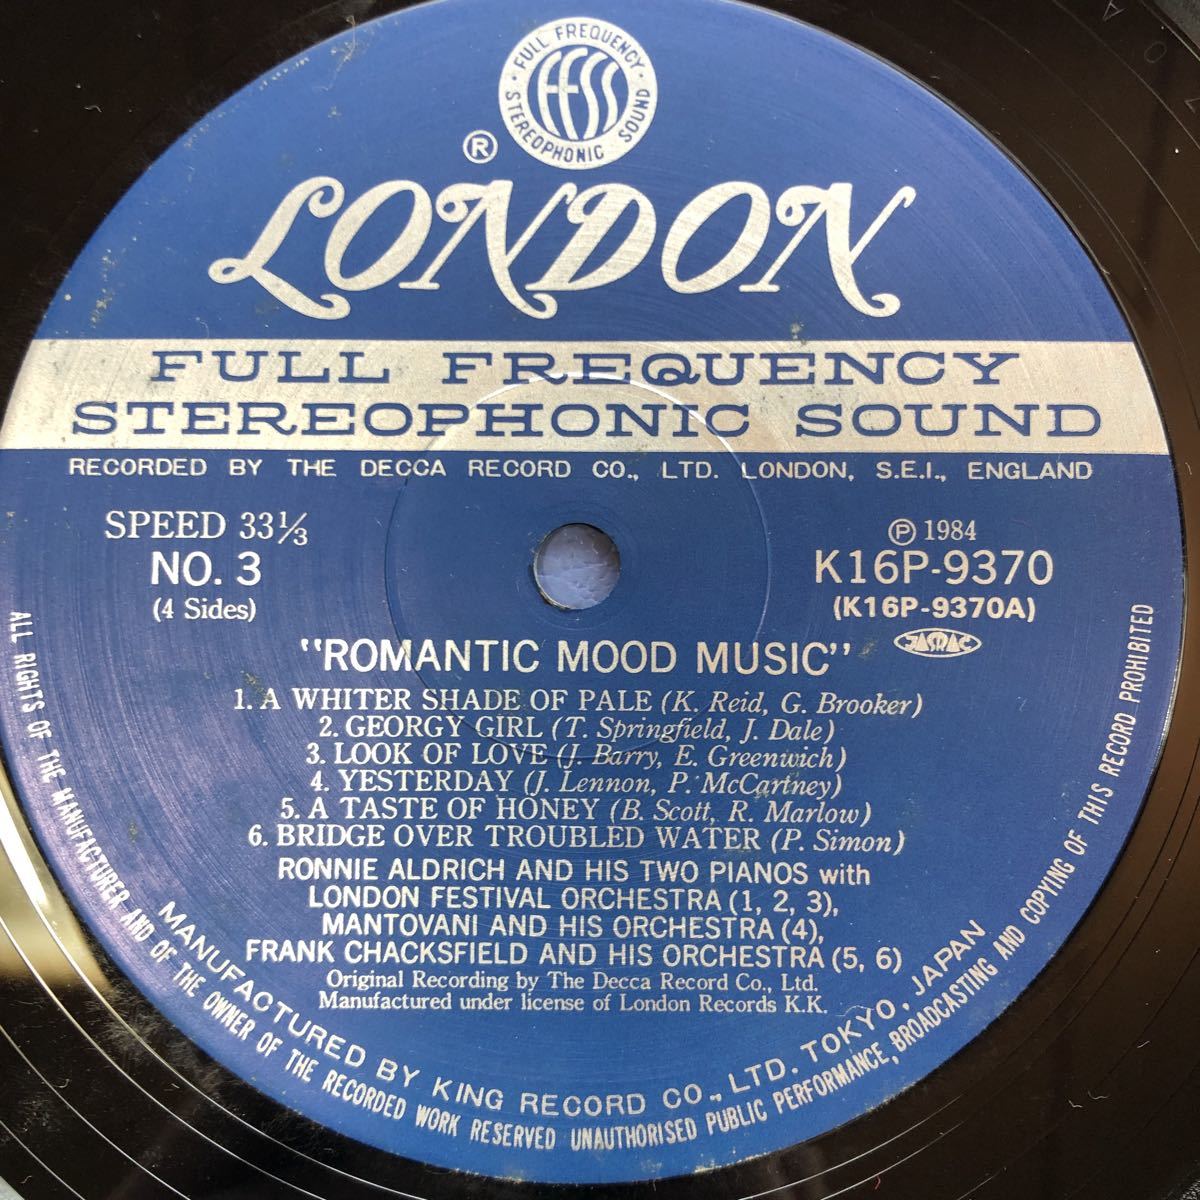 · FULL FREQUENCY · STEREOPHONIC SOUND
FFSS
®
LONDON
FULL FREQUENCY
STEREOPHONIC SOUND
RECORDED BY THE DECCA RECORD CO., LTD. LONDON, S.E.I., ENGLAND
SPEED 33⅓
NO. 3
(4 Sides)
Ⓟ 1984
K16P-9370
(K16P-9370A)
JASRAC
"ROMANTIC MOOD MUSIC"
1. A WHITER SHADE OF PALE (K. Reid, G. Brooker)
2. GEORGY GIRL (T. Springfield, J. Dale)
3. LOOK OF LOVE (J. Barry, E. Greenwich)
4. YESTERDAY (J. Lennon, P. McCartney)
5. A TASTE OF HONEY (B. Scott, R. Marlow)
6. BRIDGE OVER TROUBLED WATER (P. Simon)
RONNIE ALDRICH AND HIS TWO PIANOS with
LONDON FESTIVAL ORCHESTRA (1, 2, 3),
MANTOVANI AND HIS ORCHESTRA (4),
FRANK CHACKSFIELD AND HIS ORCHESTRA (5, 6)
Original Recording by The Decca Record Co., Ltd.
Manufactured under license of London Records K.K.
MANUFACTURED BY KING RECORD CO., LTD. TOKYO, JAPAN
ALL RIGHTS OF THE MANUFACTURER AND OF THE OWNER OF THE RECORDED WORK RESERVED UNAUTHORISED PUBLIC PERFORMANCE, BROADCASTING AND COPYING OF THIS RECORD PROHIBITED